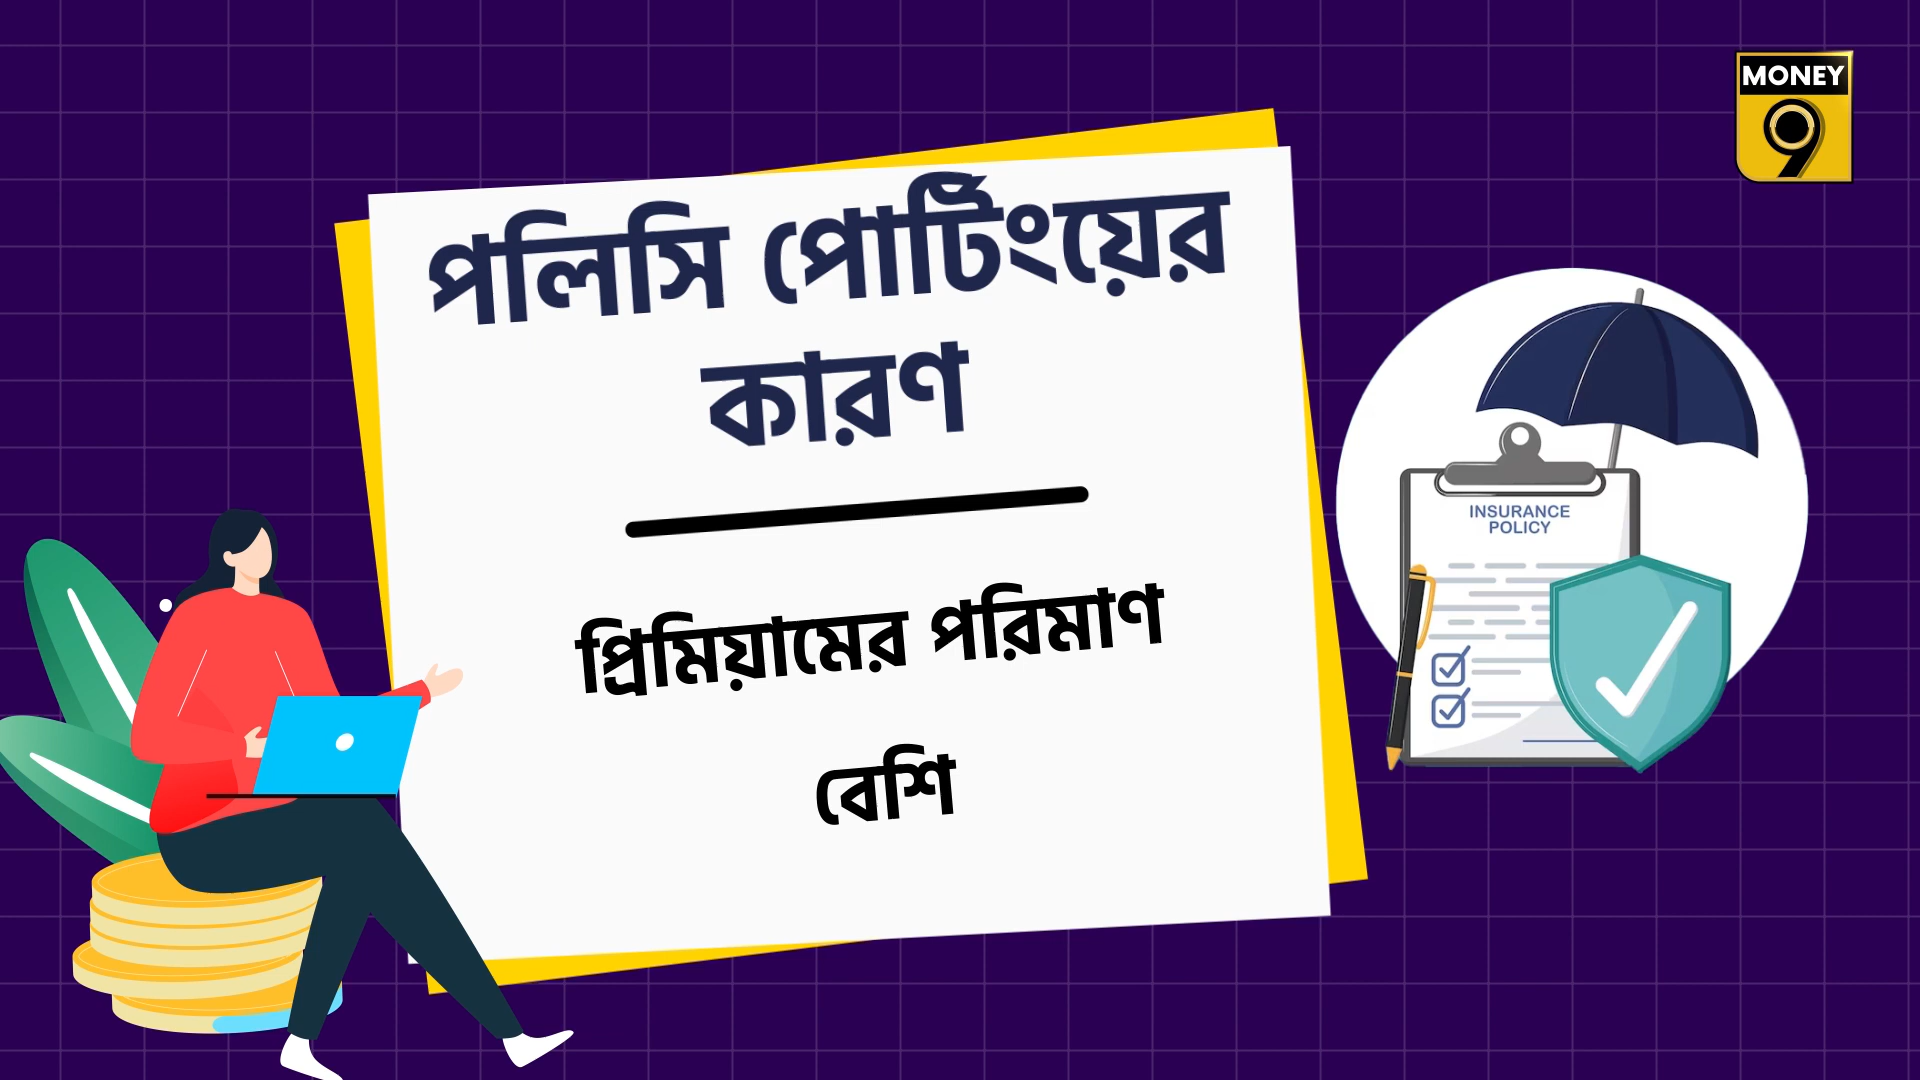 MONEY
9
পলিসি পোর্টিংয়ের
কারণ
প্রিমিয়ামের পরিমাণ
বেশি
INSURANCE
POLICY